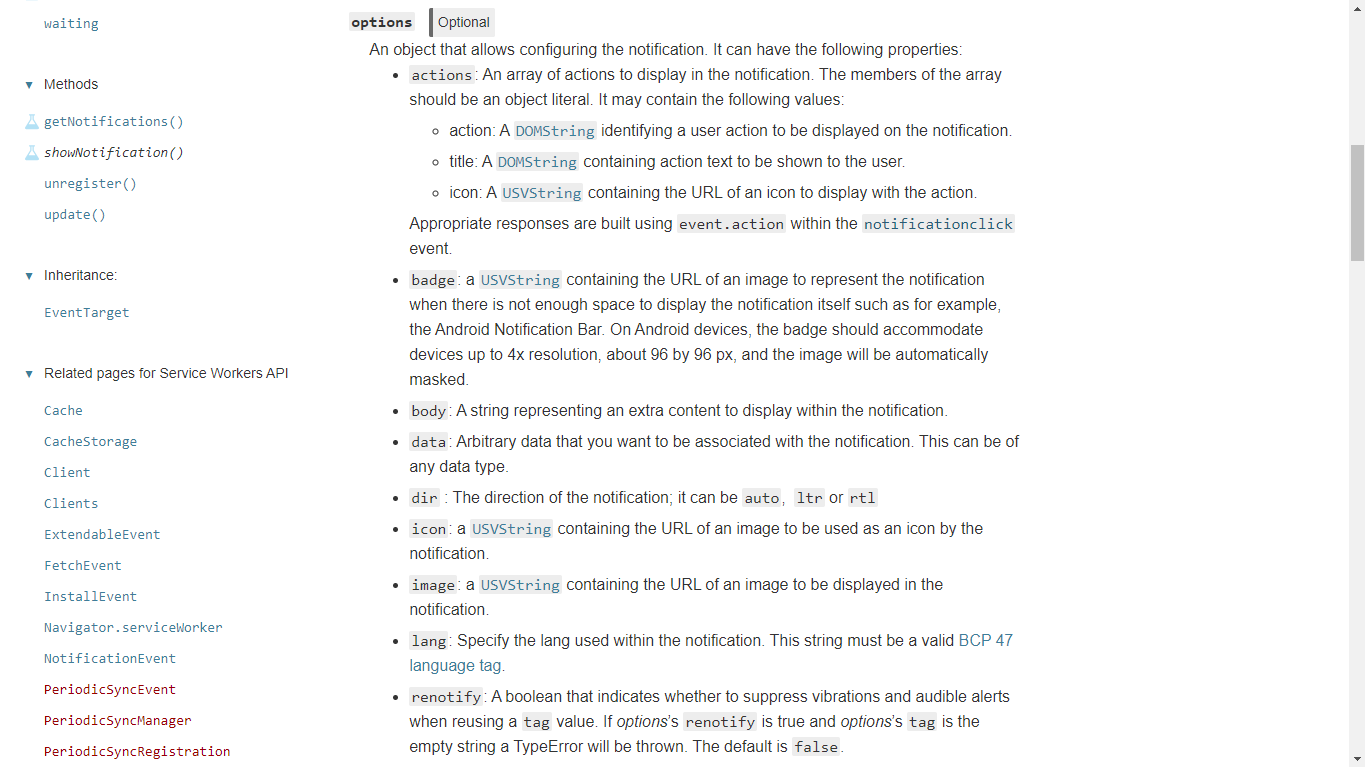 waiting
▼ Methods
getNotifications()
showNotification()
unregister()
update()
▼ Inheritance:
EventTarget
▼ Related pages for Service Workers API
Cache
CacheStorage
Client
Clients
ExtendableEvent
FetchEvent
InstallEvent
Navigator.serviceWorker
NotificationEvent
PeriodicSyncEvent
PeriodicSyncManager
PeriodicSyncRegistration
options Optional
An object that allows configuring the notification. It can have the following properties:
• actions: An array of actions to display in the notification. The members of the array
should be an object literal. It may contain the following values:
◦ action: A DOMString identifying a user action to be displayed on the notification.
◦ title: A DOMString containing action text to be shown to the user.
◦ icon: A USVString containing the URL of an icon to display with the action.
Appropriate responses are built using event.action within the notificationclick
event.
• badge: a USVString containing the URL of an image to represent the notification
when there is not enough space to display the notification itself such as for example,
the Android Notification Bar. On Android devices, the badge should accommodate
devices up to 4x resolution, about 96 by 96 px, and the image will be automatically
masked.
• body: A string representing an extra content to display within the notification.
• data: Arbitrary data that you want to be associated with the notification. This can be of
any data type.
• dir : The direction of the notification; it can be auto, ltr or rtl
• icon: a USVString containing the URL of an image to be used as an icon by the
notification.
• image: a USVString containing the URL of an image to be displayed in the
notification.
• lang: Specify the lang used within the notification. This string must be a valid BCP 47
language tag.
• renotify: A boolean that indicates whether to suppress vibrations and audible alerts
when reusing a tag value. If options’s renotify is true and options’s tag is the
empty string a TypeError will be thrown. The default is false.